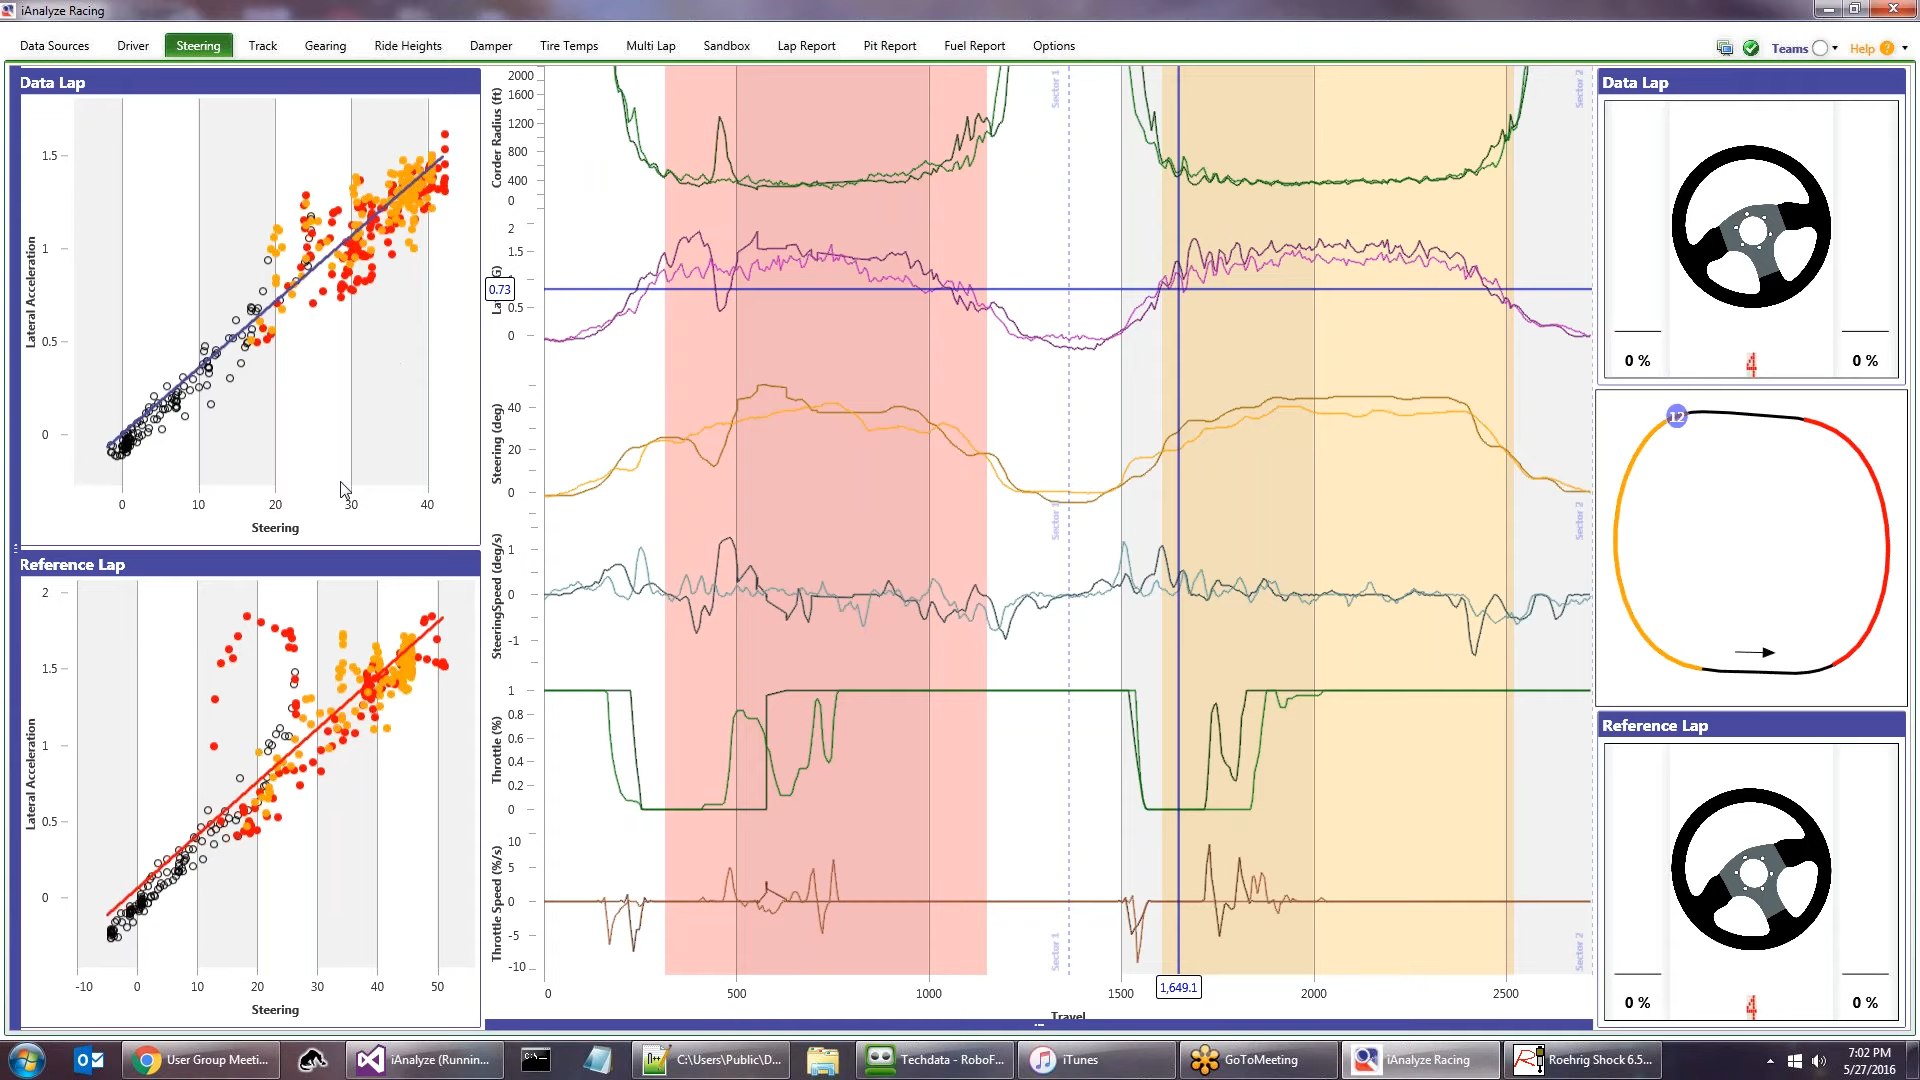 iAnalyze Racing
Data Sources Driver Steering Track Gearing Ride Heights Damper Tire Temps Multi Lap Sandbox Lap Report Pit Report Fuel Report Options
Teams Help ?
Data Lap
Lateral Acceleration
1.5
1
0.5
0
0 10 20 30 40
Steering
Reference Lap
Lateral Acceleration
2
1.5
1
0.5
0
-10 0 10 20 30 40 50
Steering
Corder Radius (ft)
2000
1600
1200
800
400
0
2
1.5
0.73
0.5
0
Steering (deg)
40
20
0
SteeringSpeed (deg/s)
1
0
-1
Throttle (%)
1
0.8
0.6
0.4
0.2
0
Throttle Speed (%/s)
10
5
0
-5
-10
Sector 1
Sector 2
Sector 1
Sector 2
Sector 1
Sector 2
0 500 1000 1500 1,649.1 2000 2500
Travel
Data Lap
0 % 4 0 %
12
Reference Lap
0 % 4 0 %
User Group Meeti...
iAnalyze (Runnin...
C:\Users\Public\D...
Techdata - RoboF...
iTunes
GoToMeeting
iAnalyze Racing
Roehrig Shock 6.5...
7:02 PM
5/27/2016